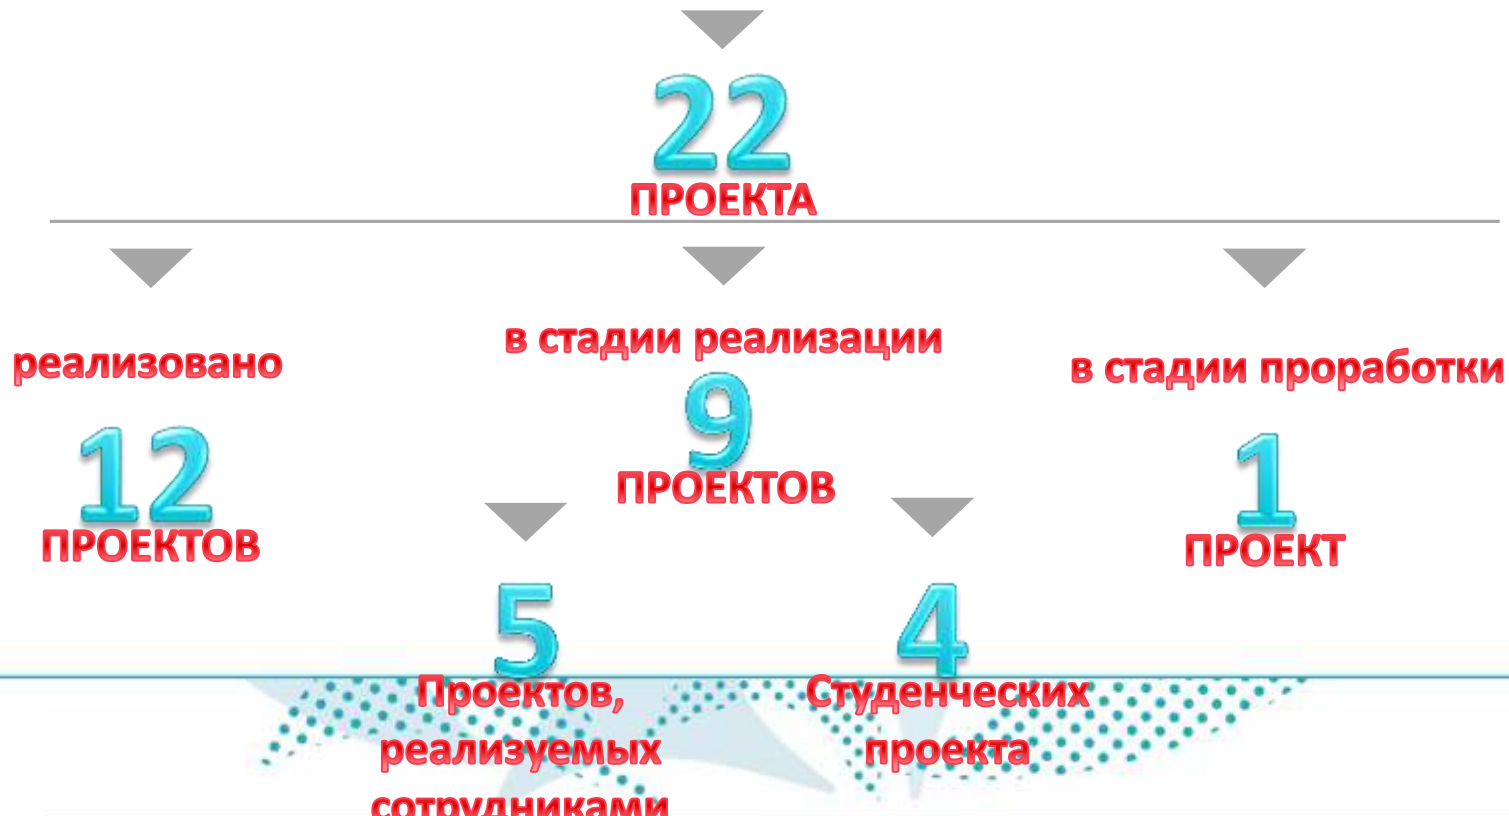 22
ПРОЕКТА
реализовано
12
ПРОЕКТОВ
в стадии реализации
9
ПРОЕКТОВ
в стадии проработки
1
ПРОЕКТ
5
Проектов,
реализуемых
сотрудниками
4
Студенческих
проекта